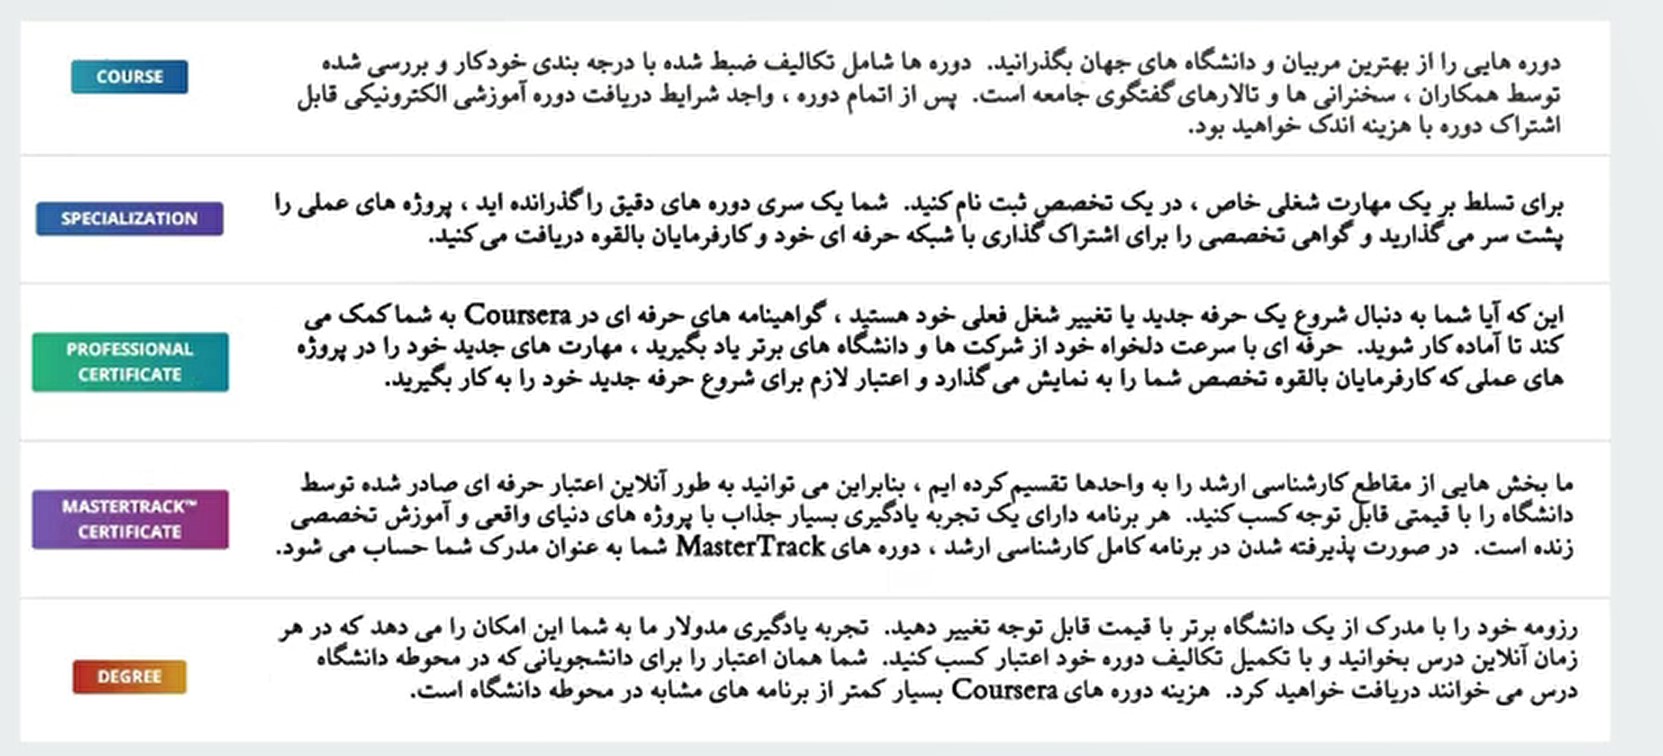 COURSE
دوره هایی را از بهترین مربیان و دانشگاه های جهان بگذرانید. دوره ها شامل تکالیف ضبط شده با درجه بندی خودکار و بررسی شده
توسط همکاران ، سخنرانی ها و تالارهای گفتگوی جامعه است. پس از اتمام دوره ، واجد شرایط دریافت دوره آموزشی الکترونیکی قابل
اشتراک دوره با هزینه اندک خواهید بود.
SPECIALIZATION
برای تسلط بر یک مهارت شغلی خاص ، در یک تخصص ثبت نام کنید. شما یک سری دوره های دقیق را گذرانده اید ، پروژه های عملی را
پشت سر می گذارید و گواهی تخصصی را برای اشتراک گذاری با شبکه حرفه ای خود و کارفرمایان بالقوه دریافت می کنید.
PROFESSIONAL
CERTIFICATE
این که آیا شما به دنبال شروع یک حرفه جدید یا تغییر شغل فعلی خود هستید ، گواهینامه های حرفه ای در Coursera به شما کمک می
کند تا آماده کار شوید. حرفه ای با سرعت دلخواه خود از شرکت ها و دانشگاه های برتر یاد بگیرید ، مهارت های جدید خود را در پروژه
های عملی که کارفرمایان بالقوه تخصص شما را به نمایش می گذارد و اعتبار لازم برای شروع حرفه جدید خود را به کار بگیرید.
MASTERTRACK™
CERTIFICATE
ما بخش هایی از مقاطع کارشناسی ارشد را به واحدها تقسیم کرده ایم ، بنابراین می توانید به طور آنلاین اعتبار حرفه ای صادر شده توسط
دانشگاه را با قیمتی قابل توجه کسب کنید. هر برنامه دارای یک تجربه یادگیری بسیار جذاب با پروژه های دنیای واقعی و آموزش تخصصی
زنده است. در صورت پذیرفته شدن در برنامه کامل کارشناسی ارشد ، دوره های MasterTrack شما به عنوان مدرک شما حساب می شود.
DEGREE
رزومه خود را با مدرک از یک دانشگاه برتر با قیمت قابل توجه تغییر دهید. تجربه یادگیری مدولار ما به شما این امکان را می دهد که در هر
زمان آنلاین درس بخوانید و با تکمیل تکالیف دوره خود اعتبار کسب کنید. شما همان اعتبار را برای دانشجویانی که در محوطه دانشگاه
درس می خوانند دریافت خواهید کرد. هزینه دوره های Coursera بسیار کمتر از برنامه های مشابه در محوطه دانشگاه است.